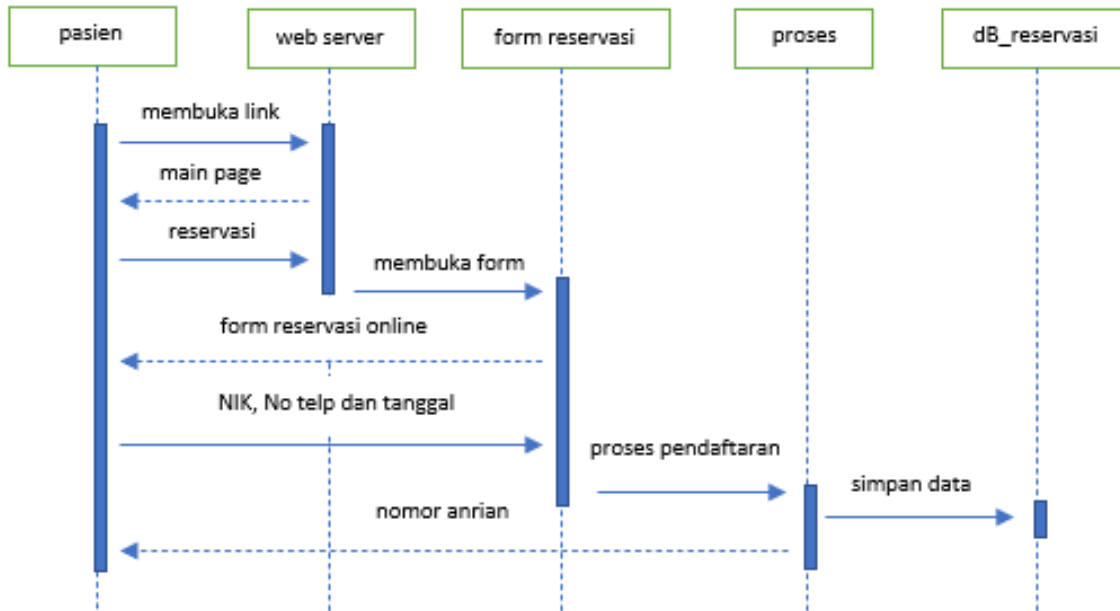 pasien
web server
form reservasi
proses
dB_reservasi
membuka link
main page
reservasi
membuka form
form reservasi online
NIK, No telp dan tanggal
proses pendaftaran
simpan data
nomor anrian